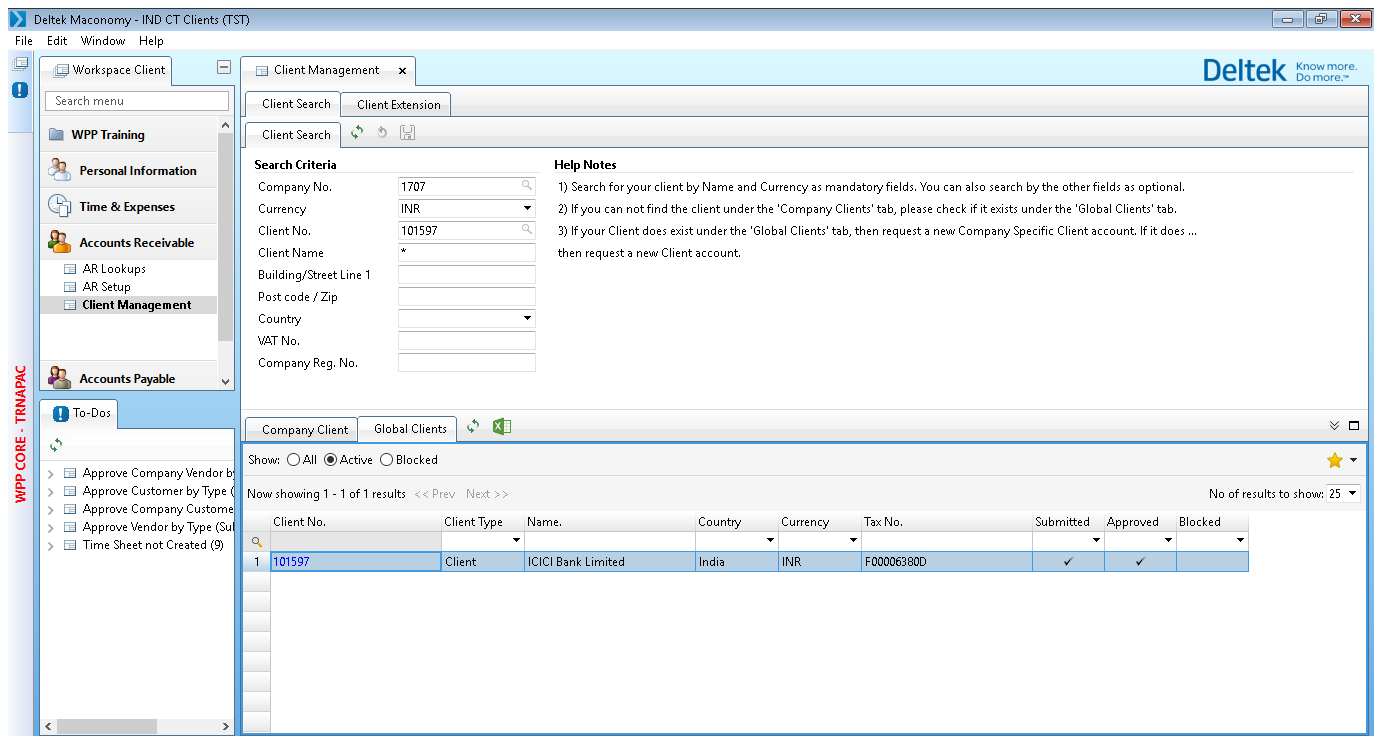 Deltek Maconomy - IND CT Clients (TST)
File Edit Window Help
Workspace Client
Client Management
Deltek Know more. Do more.™
Search menu
WPP Training
Personal Information
Time & Expenses
Accounts Receivable
AR Lookups
AR Setup
Client Management
Accounts Payable
WPP CORE - TRNAPAC
To-Dos
Approve Company Vendor by
Approve Customer by Type (
Approve Company Custome
Approve Vendor by Type (Sul
Time Sheet not Created (9)
Client Search Client Extension
Client Search
Search Criteria
Company No. 1707
Currency INR
Client No. 101597
Client Name *
Building/Street Line 1
Post code / Zip
Country
VAT No.
Company Reg. No.
Help Notes
1) Search for your client by Name and Currency as mandatory fields. You can also search by the other fields as optional.
2) If you can not find the client under the 'Company Clients' tab, please check if it exists under the 'Global Clients' tab.
3) If your Client does exist under the 'Global Clients' tab, then request a new Company Specific Client account. If it does ...
then request a new Client account.
Company Client Global Clients
Show: All Active Blocked
Now showing 1 - 1 of 1 results << Prev Next >> No of results to show: 25
Client No. Client Type Name. Country Currency Tax No. Submitted Approved Blocked
1 101597 Client ICICI Bank Limited India INR F00006380D ✓ ✓